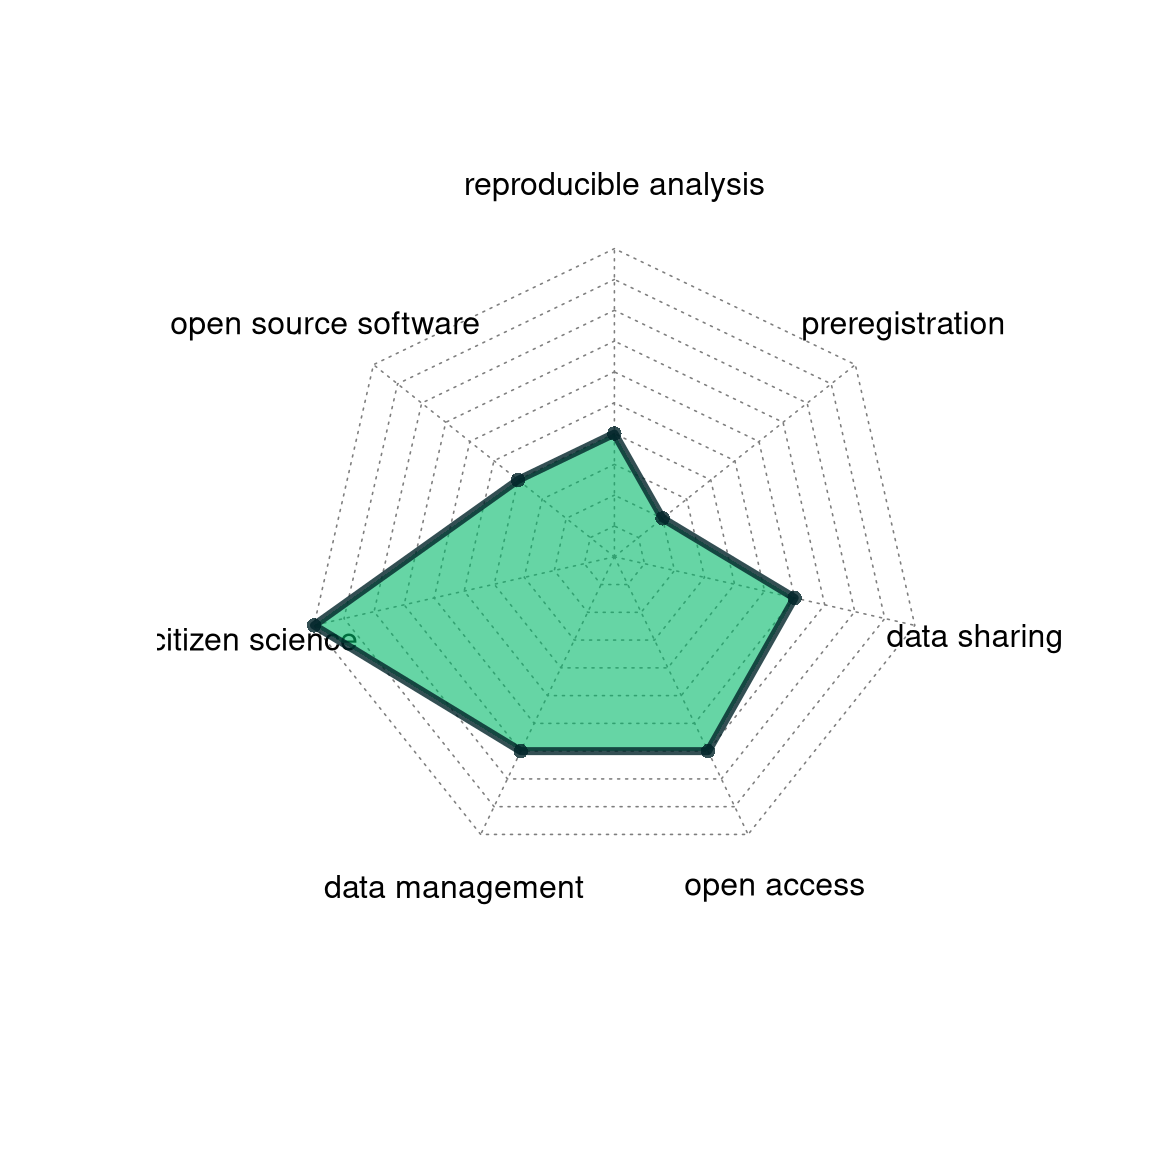 reproducible analysis
open source software
preregistration
citizen science
data sharing
data management
open access